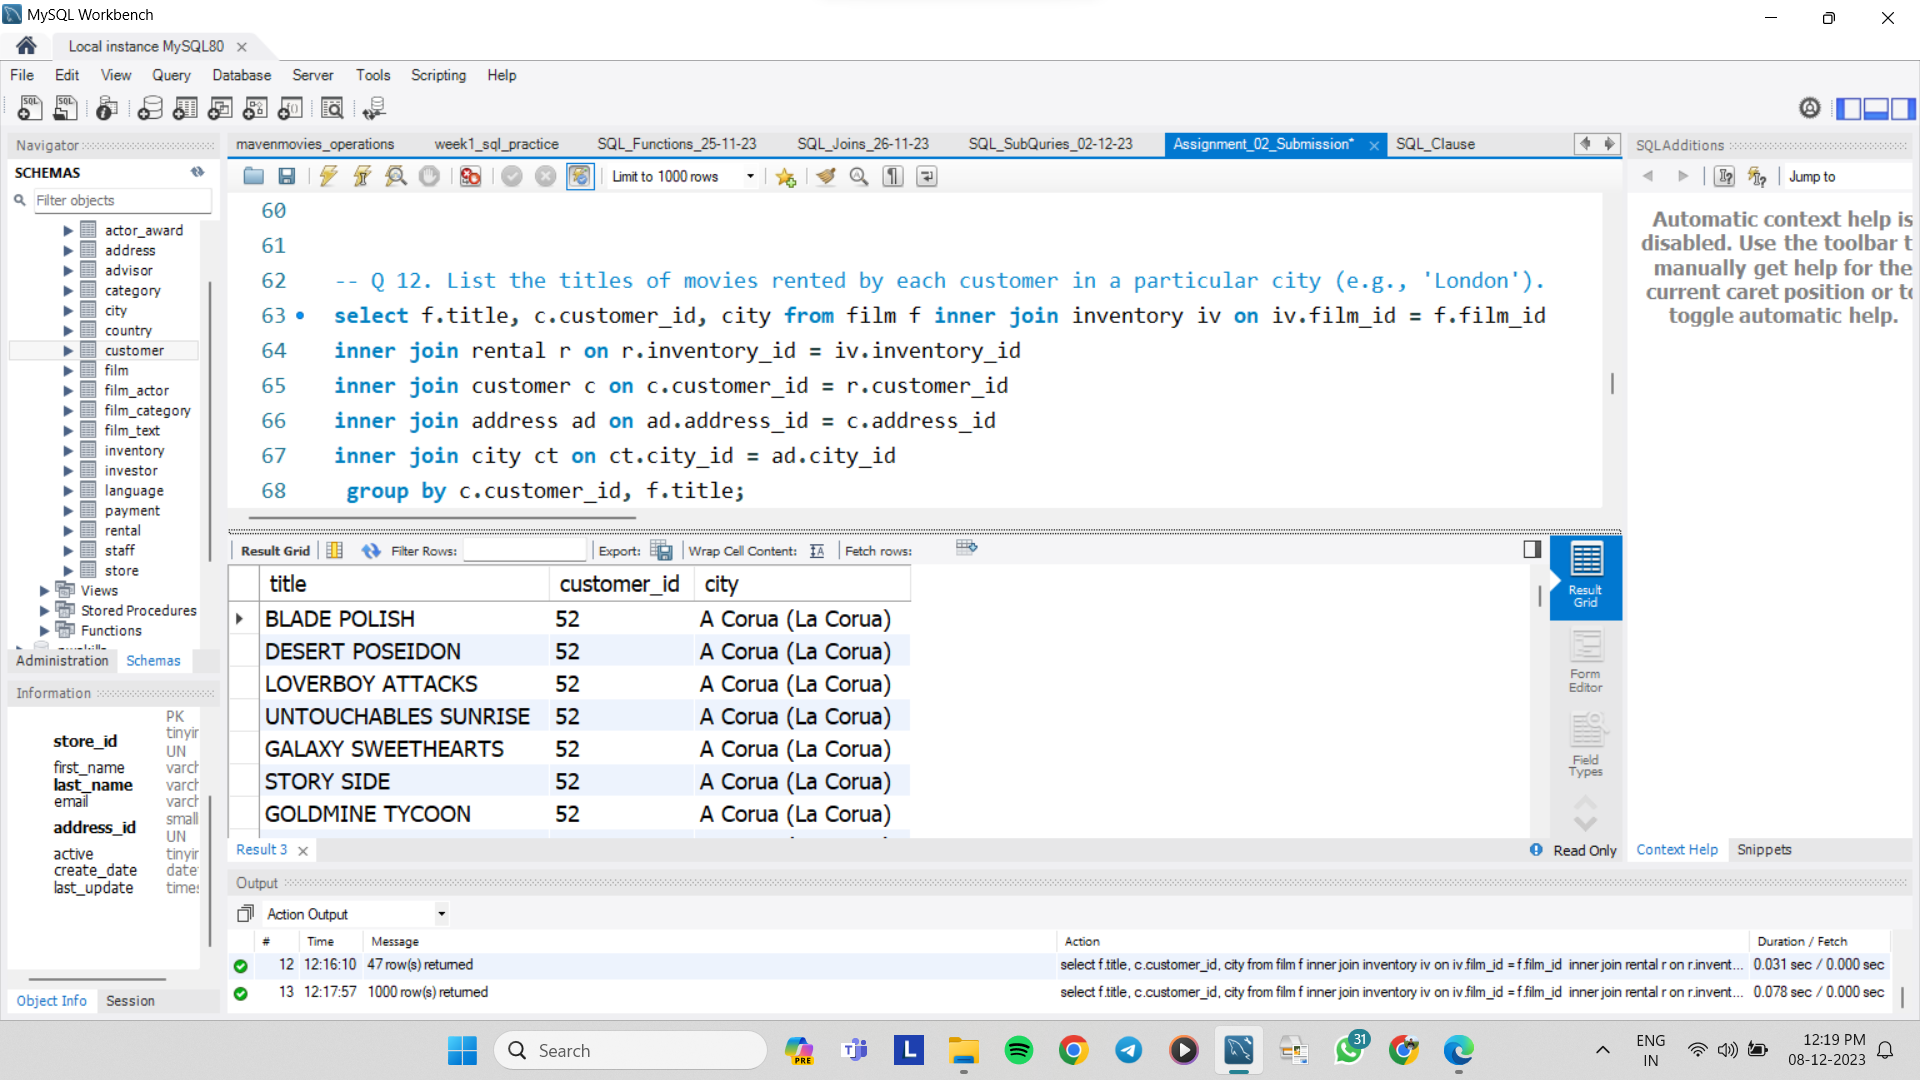 MySQL Workbench
Local instance MySQL80
File Edit View Query Database Server Tools Scripting Help
Navigator
SCHEMAS
Filter objects
actor_award
address
advisor
category
city
country
customer
film
film_actor
film_category
film_text
inventory
investor
language
payment
rental
staff
store
Views
Stored Procedures
Functions
Administration Schemas
Information
PK
store_id tinyin
UN
first_name varch
last_name varch
email varch
address_id small
UN
active tinyin
create_date date
last_update times
Object Info Session
mavenmovies_operations week1_sql_practice SQL_Functions_25-11-23 SQL_Joins_26-11-23 SQL_SubQuries_02-12-23 Assignment_02_Submission* SQL_Clause
Limit to 1000 rows
60
61
62 -- Q 12. List the titles of movies rented by each customer in a particular city (e.g., 'London').
63 select f.title, c.customer_id, city from film f inner join inventory iv on iv.film_id = f.film_id
64 inner join rental r on r.inventory_id = iv.inventory_id
65 inner join customer c on c.customer_id = r.customer_id
66 inner join address ad on ad.address_id = c.address_id
67 inner join city ct on ct.city_id = ad.city_id
68 group by c.customer_id, f.title;
Result Grid Filter Rows: Export: Wrap Cell Content: Fetch rows:
title customer_id city
BLADE POLISH 52 A Corua (La Corua)
DESERT POSEIDON 52 A Corua (La Corua)
LOVERBOY ATTACKS 52 A Corua (La Corua)
UNTOUCHABLES SUNRISE 52 A Corua (La Corua)
GALAXY SWEETHEARTS 52 A Corua (La Corua)
STORY SIDE 52 A Corua (La Corua)
GOLDMINE TYCOON 52 A Corua (La Corua)
Result Grid
Form Editor
Field Types
Result 3
Read Only
SQLAdditions
Jump to
Automatic context help is
disabled. Use the toolbar t
manually get help for the
current caret position or to
toggle automatic help.
Context Help Snippets
Output
Action Output
# Time Message Action Duration / Fetch
12 12:16:10 47 row(s) returned select f.title, c.customer_id, city from film f inner join inventory iv on iv.film_id = f.film_id inner join rental r on r.invent... 0.031 sec / 0.000 sec
13 12:17:57 1000 row(s) returned select f.title, c.customer_id, city from film f inner join inventory iv on iv.film_id = f.film_id inner join rental r on r.invent... 0.078 sec / 0.000 sec
Search
PRE
L
31
ENG
IN
12:19 PM
08-12-2023